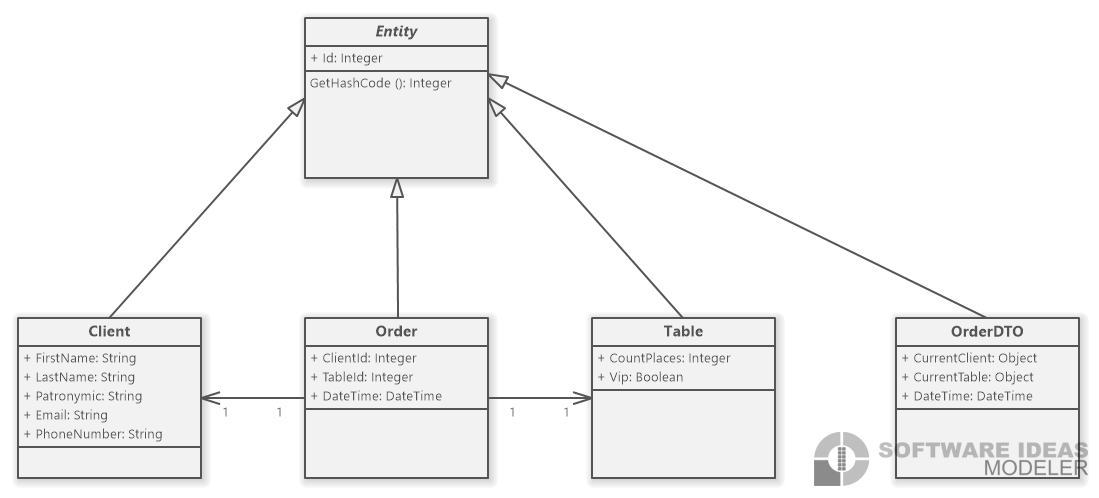 Entity
+ Id: Integer
GetHashCode (): Integer
Client
+ FirstName: String
+ LastName: String
+ Patronymic: String
+ Email: String
+ PhoneNumber: String
1 1
Order
+ ClientId: Integer
+ TableId: Integer
+ DateTime: DateTime
1 1
Table
+ CountPlaces: Integer
+ Vip: Boolean
OrderDTO
+ CurrentClient: Object
+ CurrentTable: Object
+ DateTime: DateTime
SOFTWARE IDEAS
MODELER